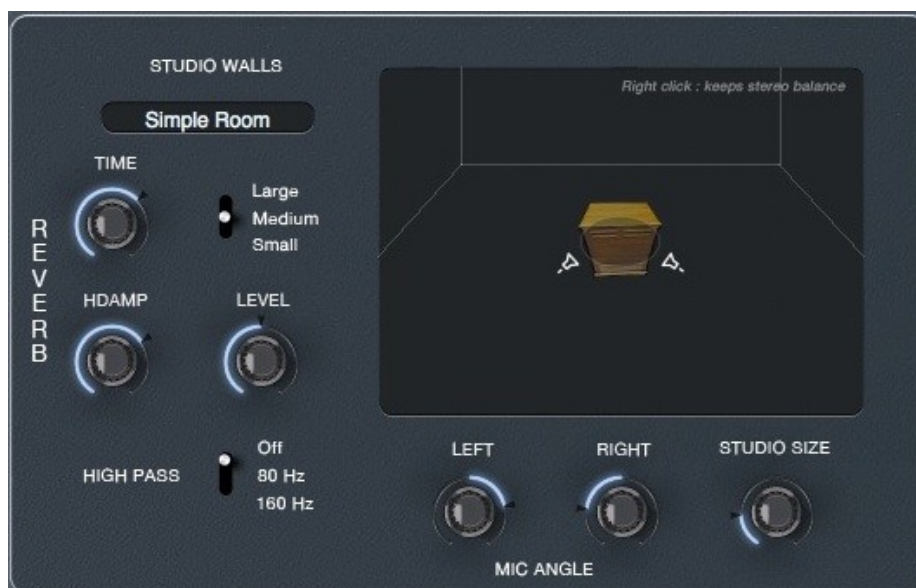 STUDIO WALLS
Simple Room
Right click : keeps stereo balance
REVERB
TIME
Large
Medium
Small
HDAMP
LEVEL
HIGH PASS
Off
80 Hz
160 Hz
LEFT
RIGHT
STUDIO SIZE
MIC ANGLE